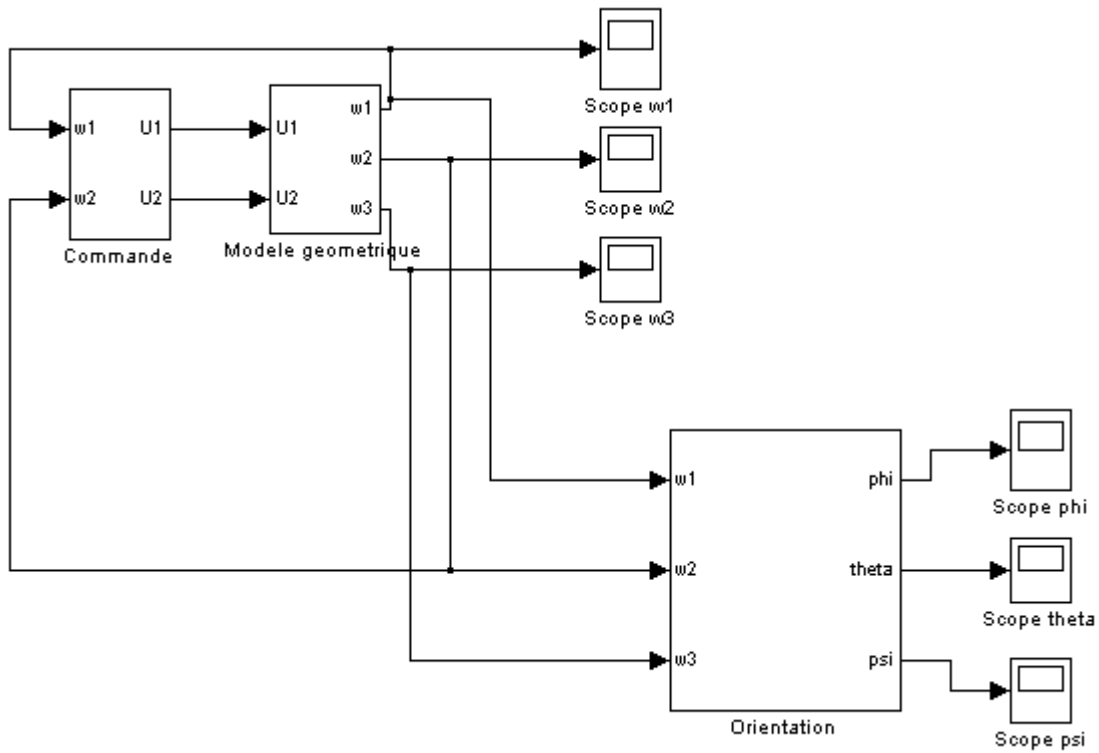 Scope w1
w1 U1
w2 U2
Commande
U1 w1
U2 w2
w3
Modele geometrique
Scope w2
Scope w3
w1 phi
w2 theta
w3 psi
Orientation
Scope phi
Scope theta
Scope psi